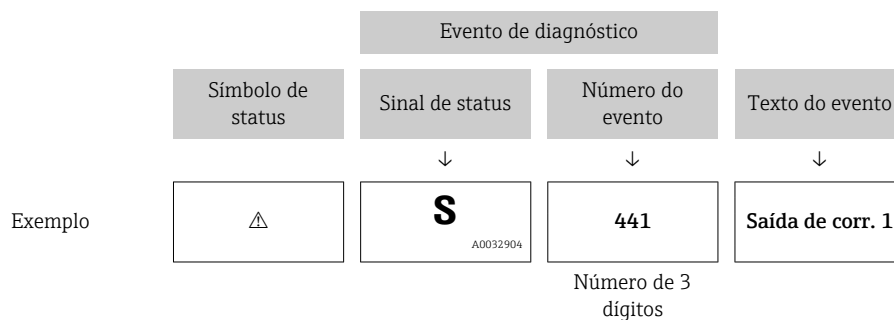 Evento de diagnóstico
Símbolo de
status
Sinal de status
Número do
evento
Texto do evento
↓ ↓ ↓
Exemplo ⚠ S 441 Saída de corr. 1
A0032904
Número de 3
dígitos